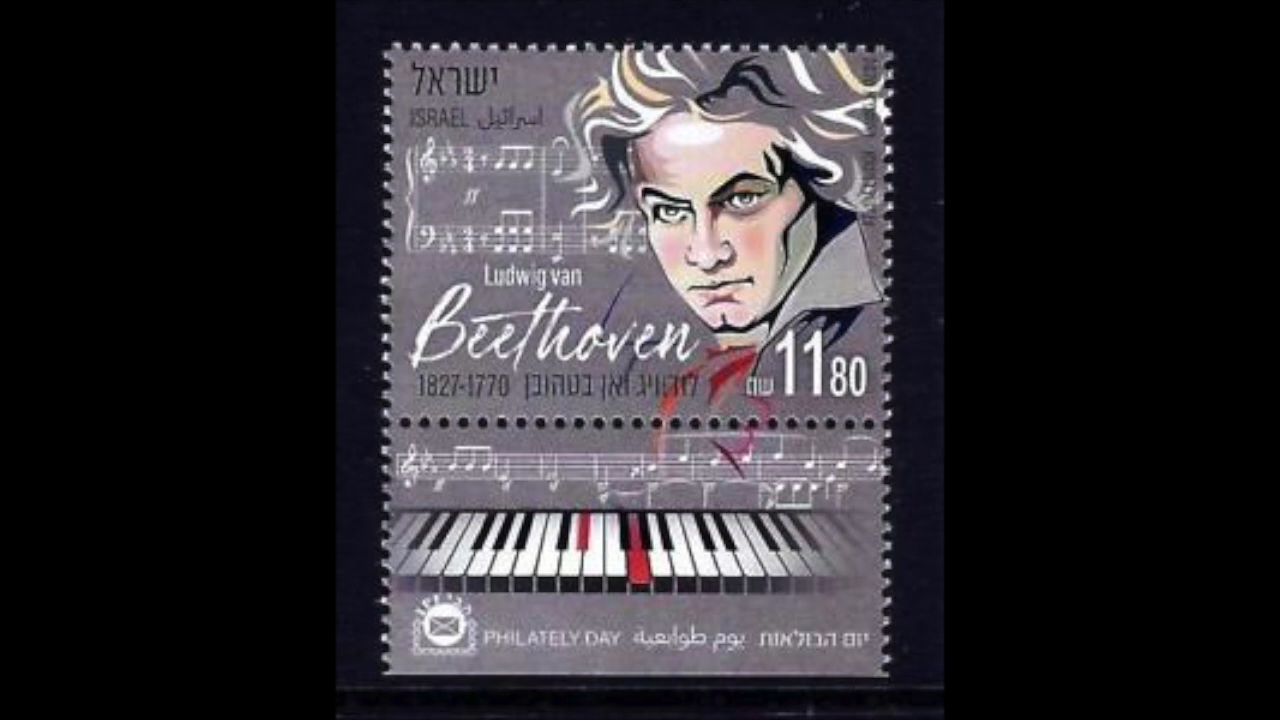 ישראל
ISRAEL اسرائيل
Ludwig van
Beethoven
לודוויג ואן בטהובן 1827-1770
שח 11 80
PHILATELY DAY يوم طوابعية יום הבולאות